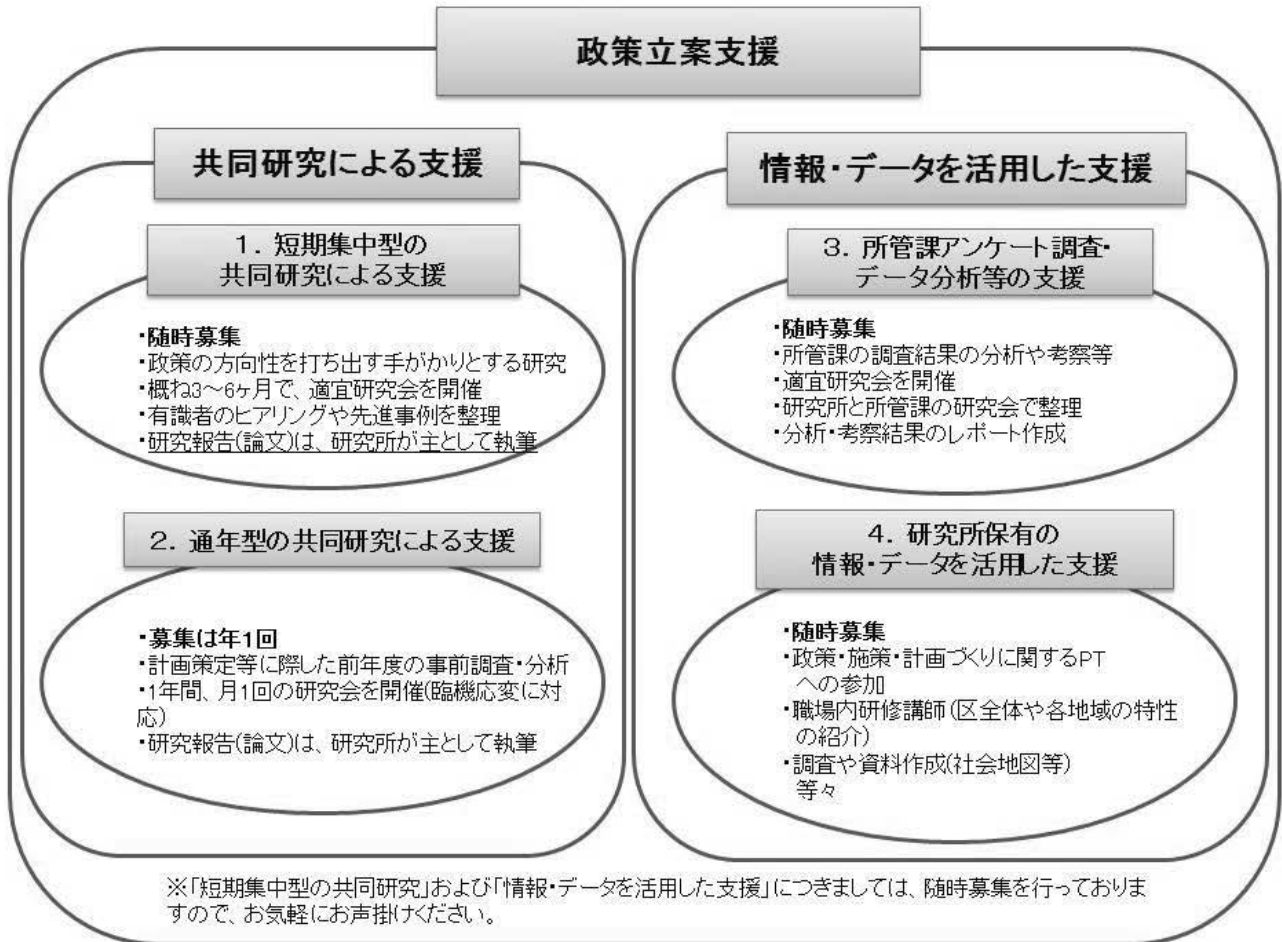 政策立案支援
共同研究による支援
1. 短期集中型の
共同研究による支援
・随時募集
・政策の方向性を打ち出す手がかりとする研究
・概ね3～6ヶ月で、適宜研究会を開催
・有識者のヒアリングや先進事例を整理
・研究報告(論文)は、研究所が主として執筆
2. 通年型の共同研究による支援
・募集は年1回
・計画策定等に際した前年度の事前調査・分析
・1年間、月1回の研究会を開催(臨機応変に対
応)
・研究報告(論文)は、研究所が主として執筆
情報・データを活用した支援
3. 所管課アンケート調査・
データ分析等の支援
・随時募集
・所管課の調査結果の分析や考察等
・適宜研究会を開催
・研究所と所管課の研究会で整理
・分析・考察結果のレポート作成
4. 研究所保有の
情報・データを活用した支援
・随時募集
・政策・施策・計画づくりに関するPT
への参加
・職場内研修講師(区全体や各地域の特性
の紹介)
・調査や資料作成(社会地図等)
等々
※「短期集中型の共同研究」および「情報・データを活用した支援」につきましては、随時募集を行っておりま
すので、お気軽にお声掛けください。